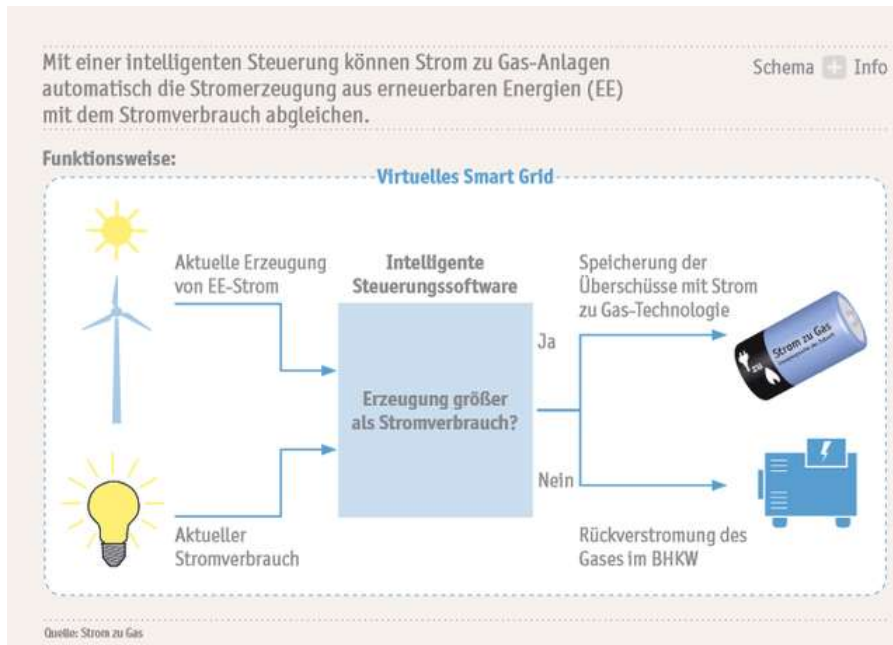 Mit einer intelligenten Steuerung können Strom zu Gas-Anlagen
automatisch die Stromerzeugung aus erneuerbaren Energien (EE)
mit dem Stromverbrauch abgleichen.
Schema + Info
Funktionsweise:
Virtuelles Smart Grid
Aktuelle Erzeugung
von EE-Strom
Intelligente
Steuerungssoftware
Speicherung der
Überschüsse mit Strom
zu Gas-Technologie
Ja
Strom zu Gas
zu
Erzeugung größer
als Stromverbrauch?
Nein
Aktueller
Stromverbrauch
Rückverstromung des
Gases im BHKW
Quelle: Strom zu Gas